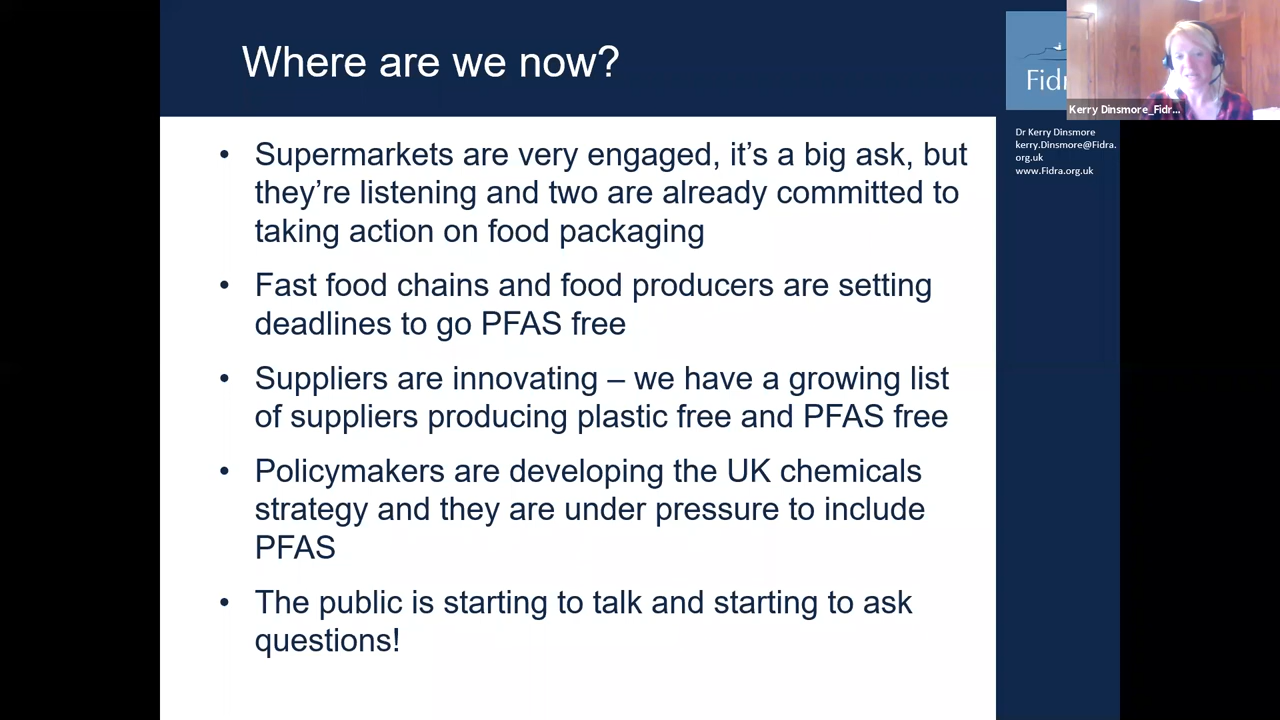 Where are we now?
• Supermarkets are very engaged, it's a big ask, but
they're listening and two are already committed to
taking action on food packaging
• Fast food chains and food producers are setting
deadlines to go PFAS free
• Suppliers are innovating – we have a growing list
of suppliers producing plastic free and PFAS free
• Policymakers are developing the UK chemicals
strategy and they are under pressure to include
PFAS
• The public is starting to talk and starting to ask
questions!
Fid
Kerry Dinsmore_Fidr...
Dr Kerry Dinsmore
kerry.Dinsmore@Fidra.
org.uk
www.Fidra.org.uk